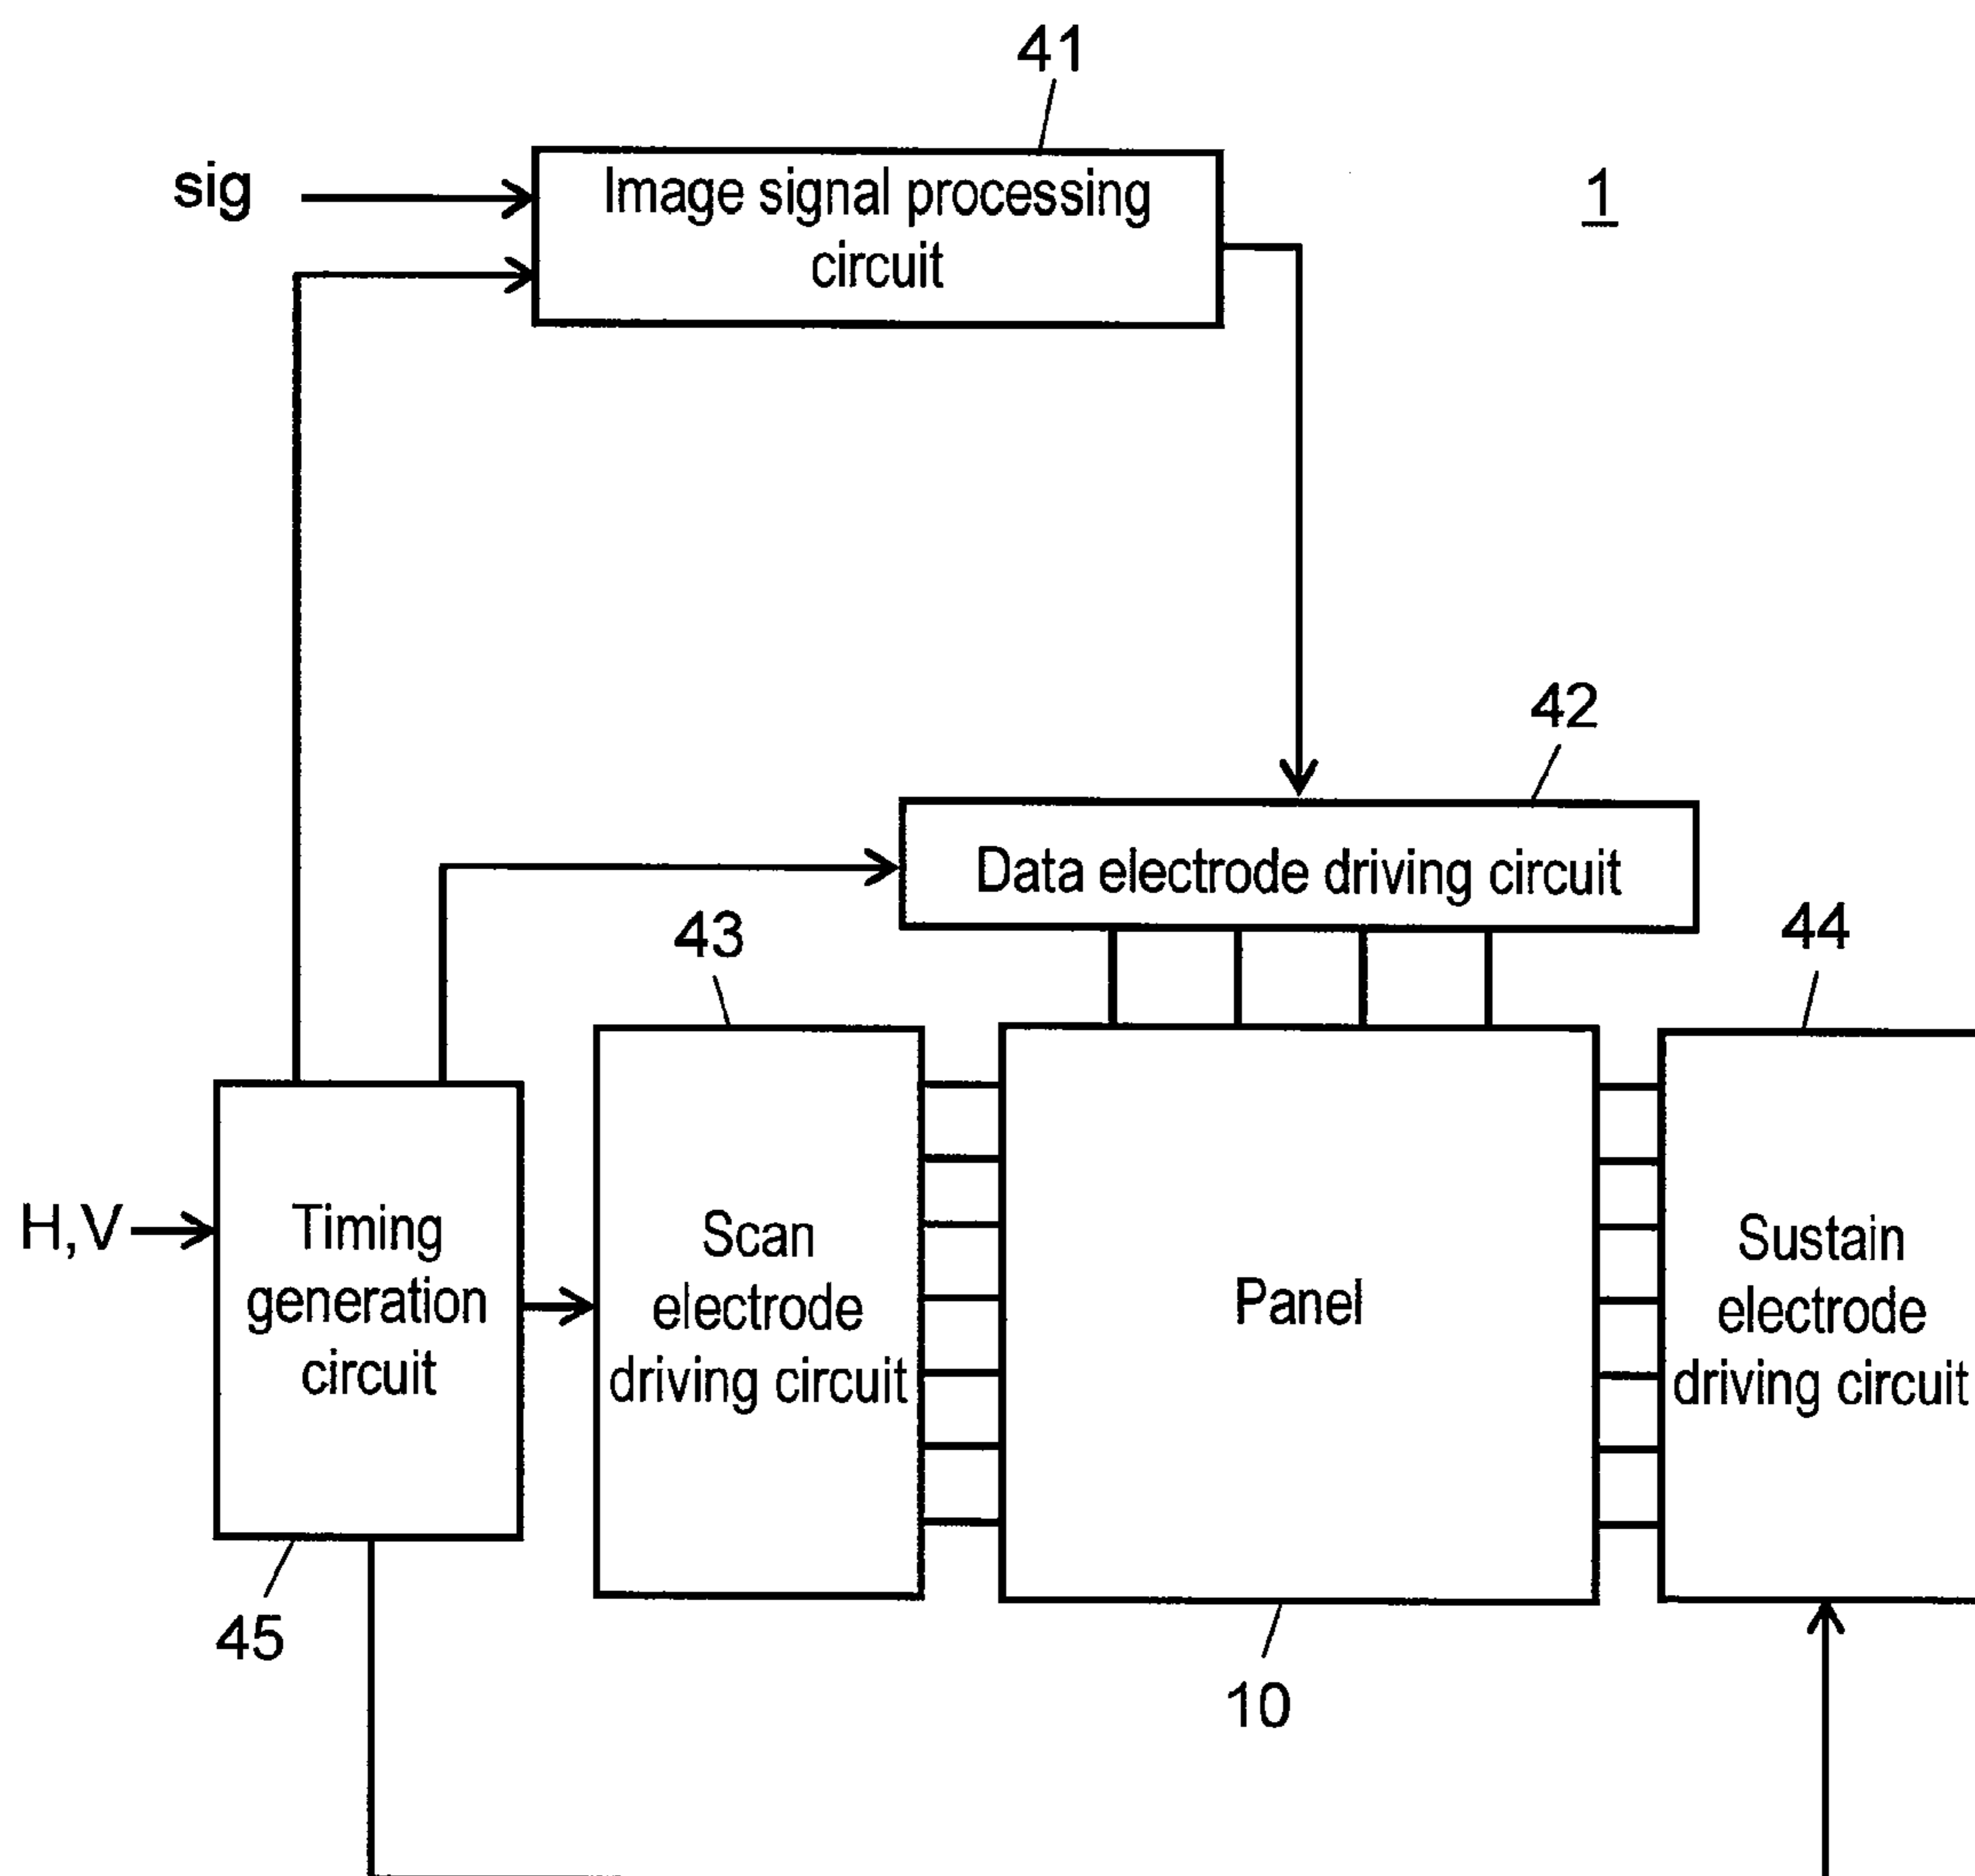 41
sig
Image signal processing
circuit
1
42
Data electrode driving circuit
43
44
H,V
Timing
generation
circuit
Scan
electrode
driving circuit
Panel
Sustain
electrode
driving circuit
45
10